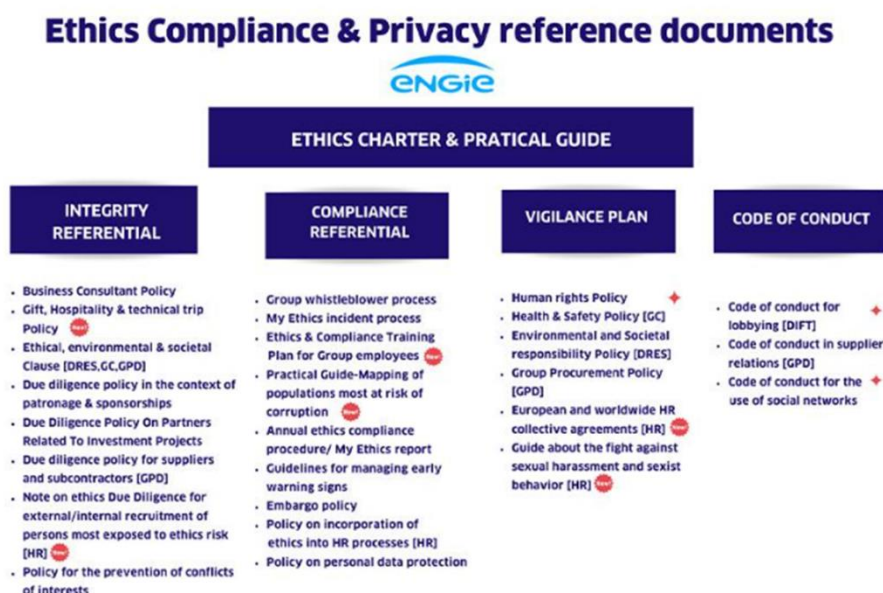 Ethics Compliance & Privacy reference documents
ENGIE
ETHICS CHARTER & PRATICAL GUIDE
INTEGRITY
REFERENTIAL
• Business Consultant Policy
• Gift, Hospitality & technical trip
Policy New!
• Ethical, environmental & societal
Clause [DRES,GC,GPD]
• Due diligence policy in the context of
patronage & sponsorships
• Due Diligence Policy On Partners
Related To Investment Projects
• Due diligence policy for suppliers
and subcontractors [GPD]
• Note on ethics Due Diligence for
external/internal recruitment of
persons most exposed to ethics risk
[HR] New!
• Policy for the prevention of conflicts
of interests
COMPLIANCE
REFERENTIAL
• Group whistleblower process
• My Ethics incident process
• Ethics & Compliance Training
Plan for Group employees New!
• Practical Guide-Mapping of
populations most at risk of
corruption New!
• Annual ethics compliance
procedure/ My Ethics report
• Guidelines for managing early
warning signs
• Embargo policy
• Policy on incorporation of
ethics into HR processes [HR]
• Policy on personal data protection
VIGILANCE PLAN
• Human rights Policy
• Health & Safety Policy [GC]
• Environmental and Societal
responsibility Policy [DRES]
• Group Procurement Policy
[GPD]
• European and worldwide HR
collective agreements [HR] New!
• Guide about the fight against
sexual harassment and sexist
behavior [HR] New!
CODE OF CONDUCT
• Code of conduct for
lobbying [DIFT]
• Code of conduct in supplier
relations [GPD]
• Code of conduct for the
use of social networks